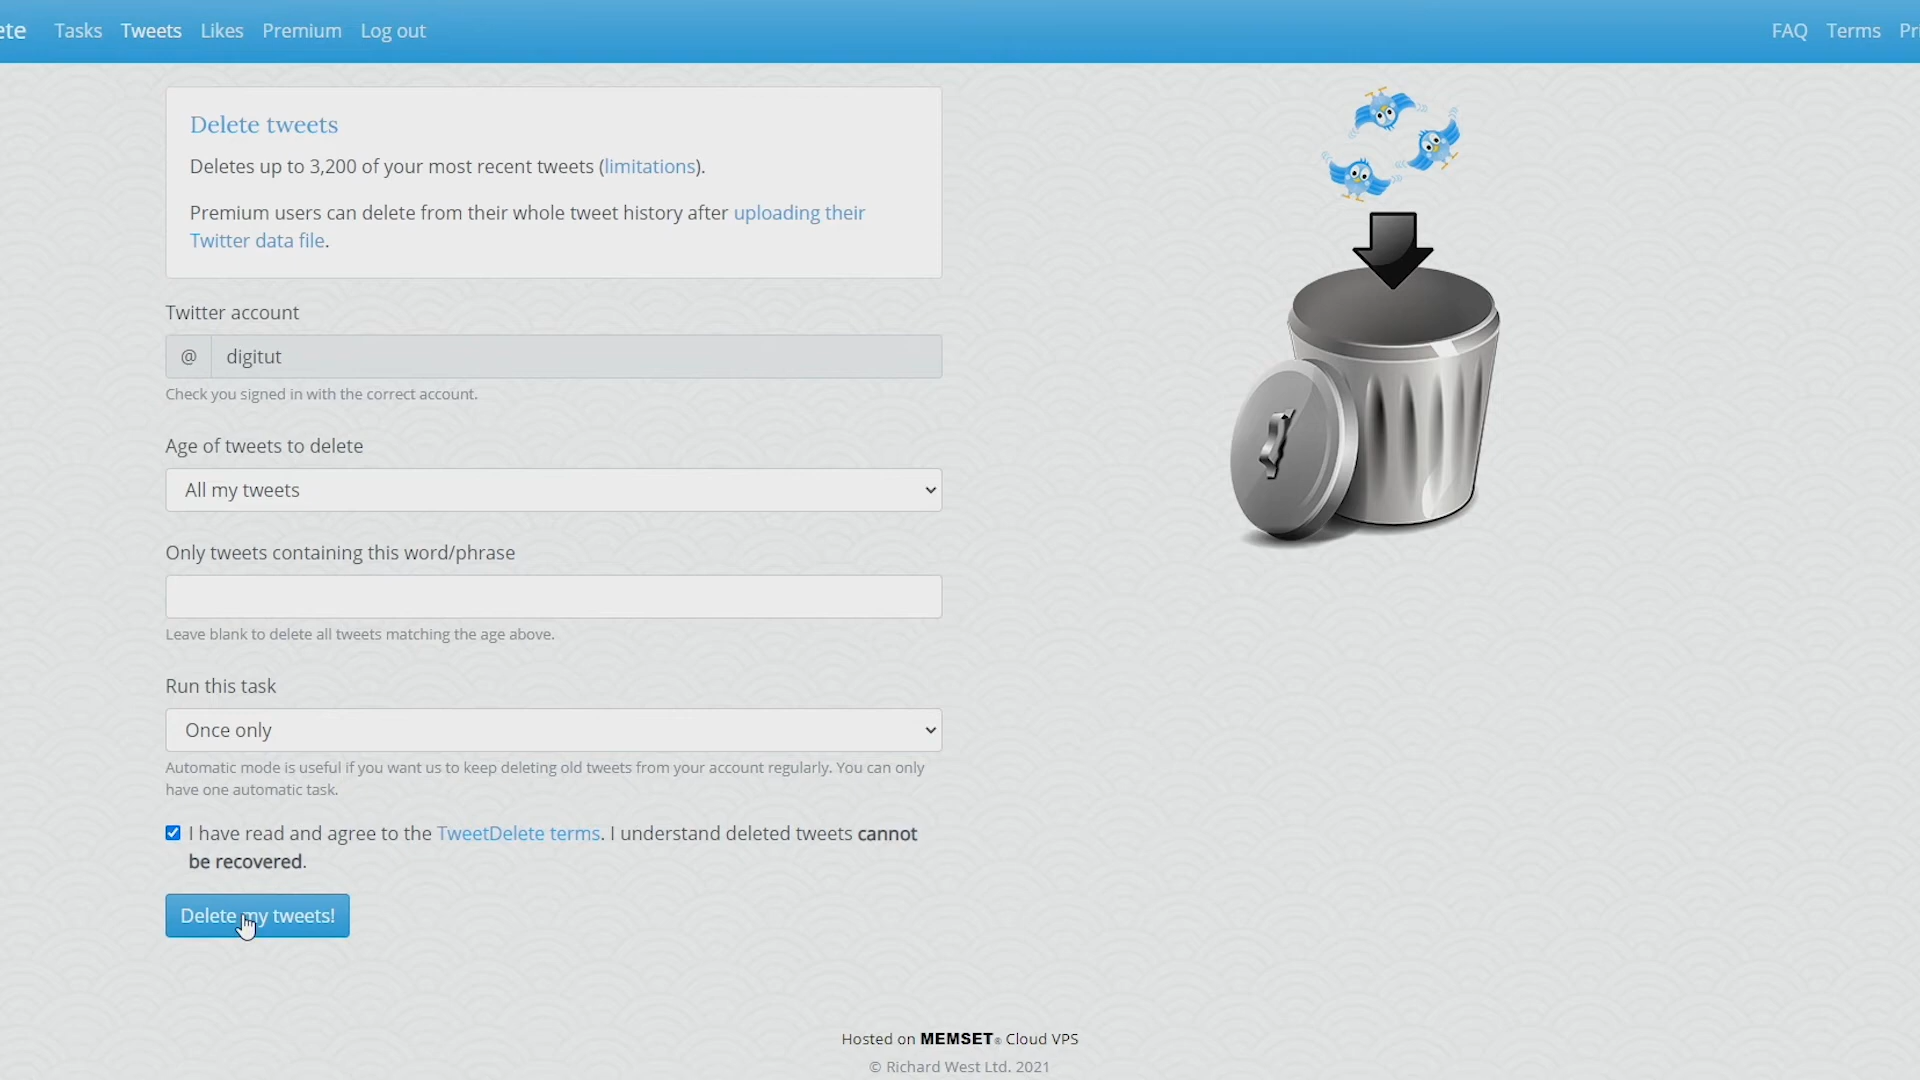 ete Tasks Tweets Likes Premium Log out FAQ Terms Pri
Delete tweets
Deletes up to 3,200 of your most recent tweets (limitations).
Premium users can delete from their whole tweet history after uploading their
Twitter data file.
Twitter account
@ digitut
Check you signed in with the correct account.
Age of tweets to delete
All my tweets
Only tweets containing this word/phrase
Leave blank to delete all tweets matching the age above.
Run this task
Once only
Automatic mode is useful if you want us to keep deleting old tweets from your account regularly. You can only
have one automatic task.
I have read and agree to the TweetDelete terms. I understand deleted tweets cannot
be recovered.
Delete my tweets!
Hosted on MEMSET® Cloud VPS
© Richard West Ltd. 2021